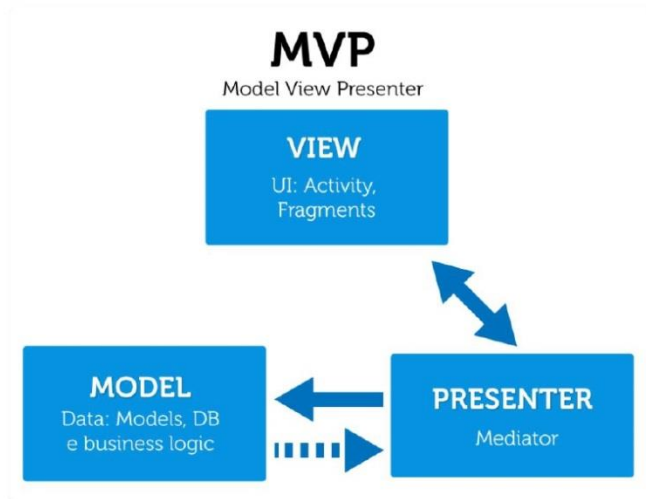 MVP
Model View Presenter
VIEW
UI: Activity,
Fragments
MODEL
Data: Models, DB
e business logic
PRESENTER
Mediator